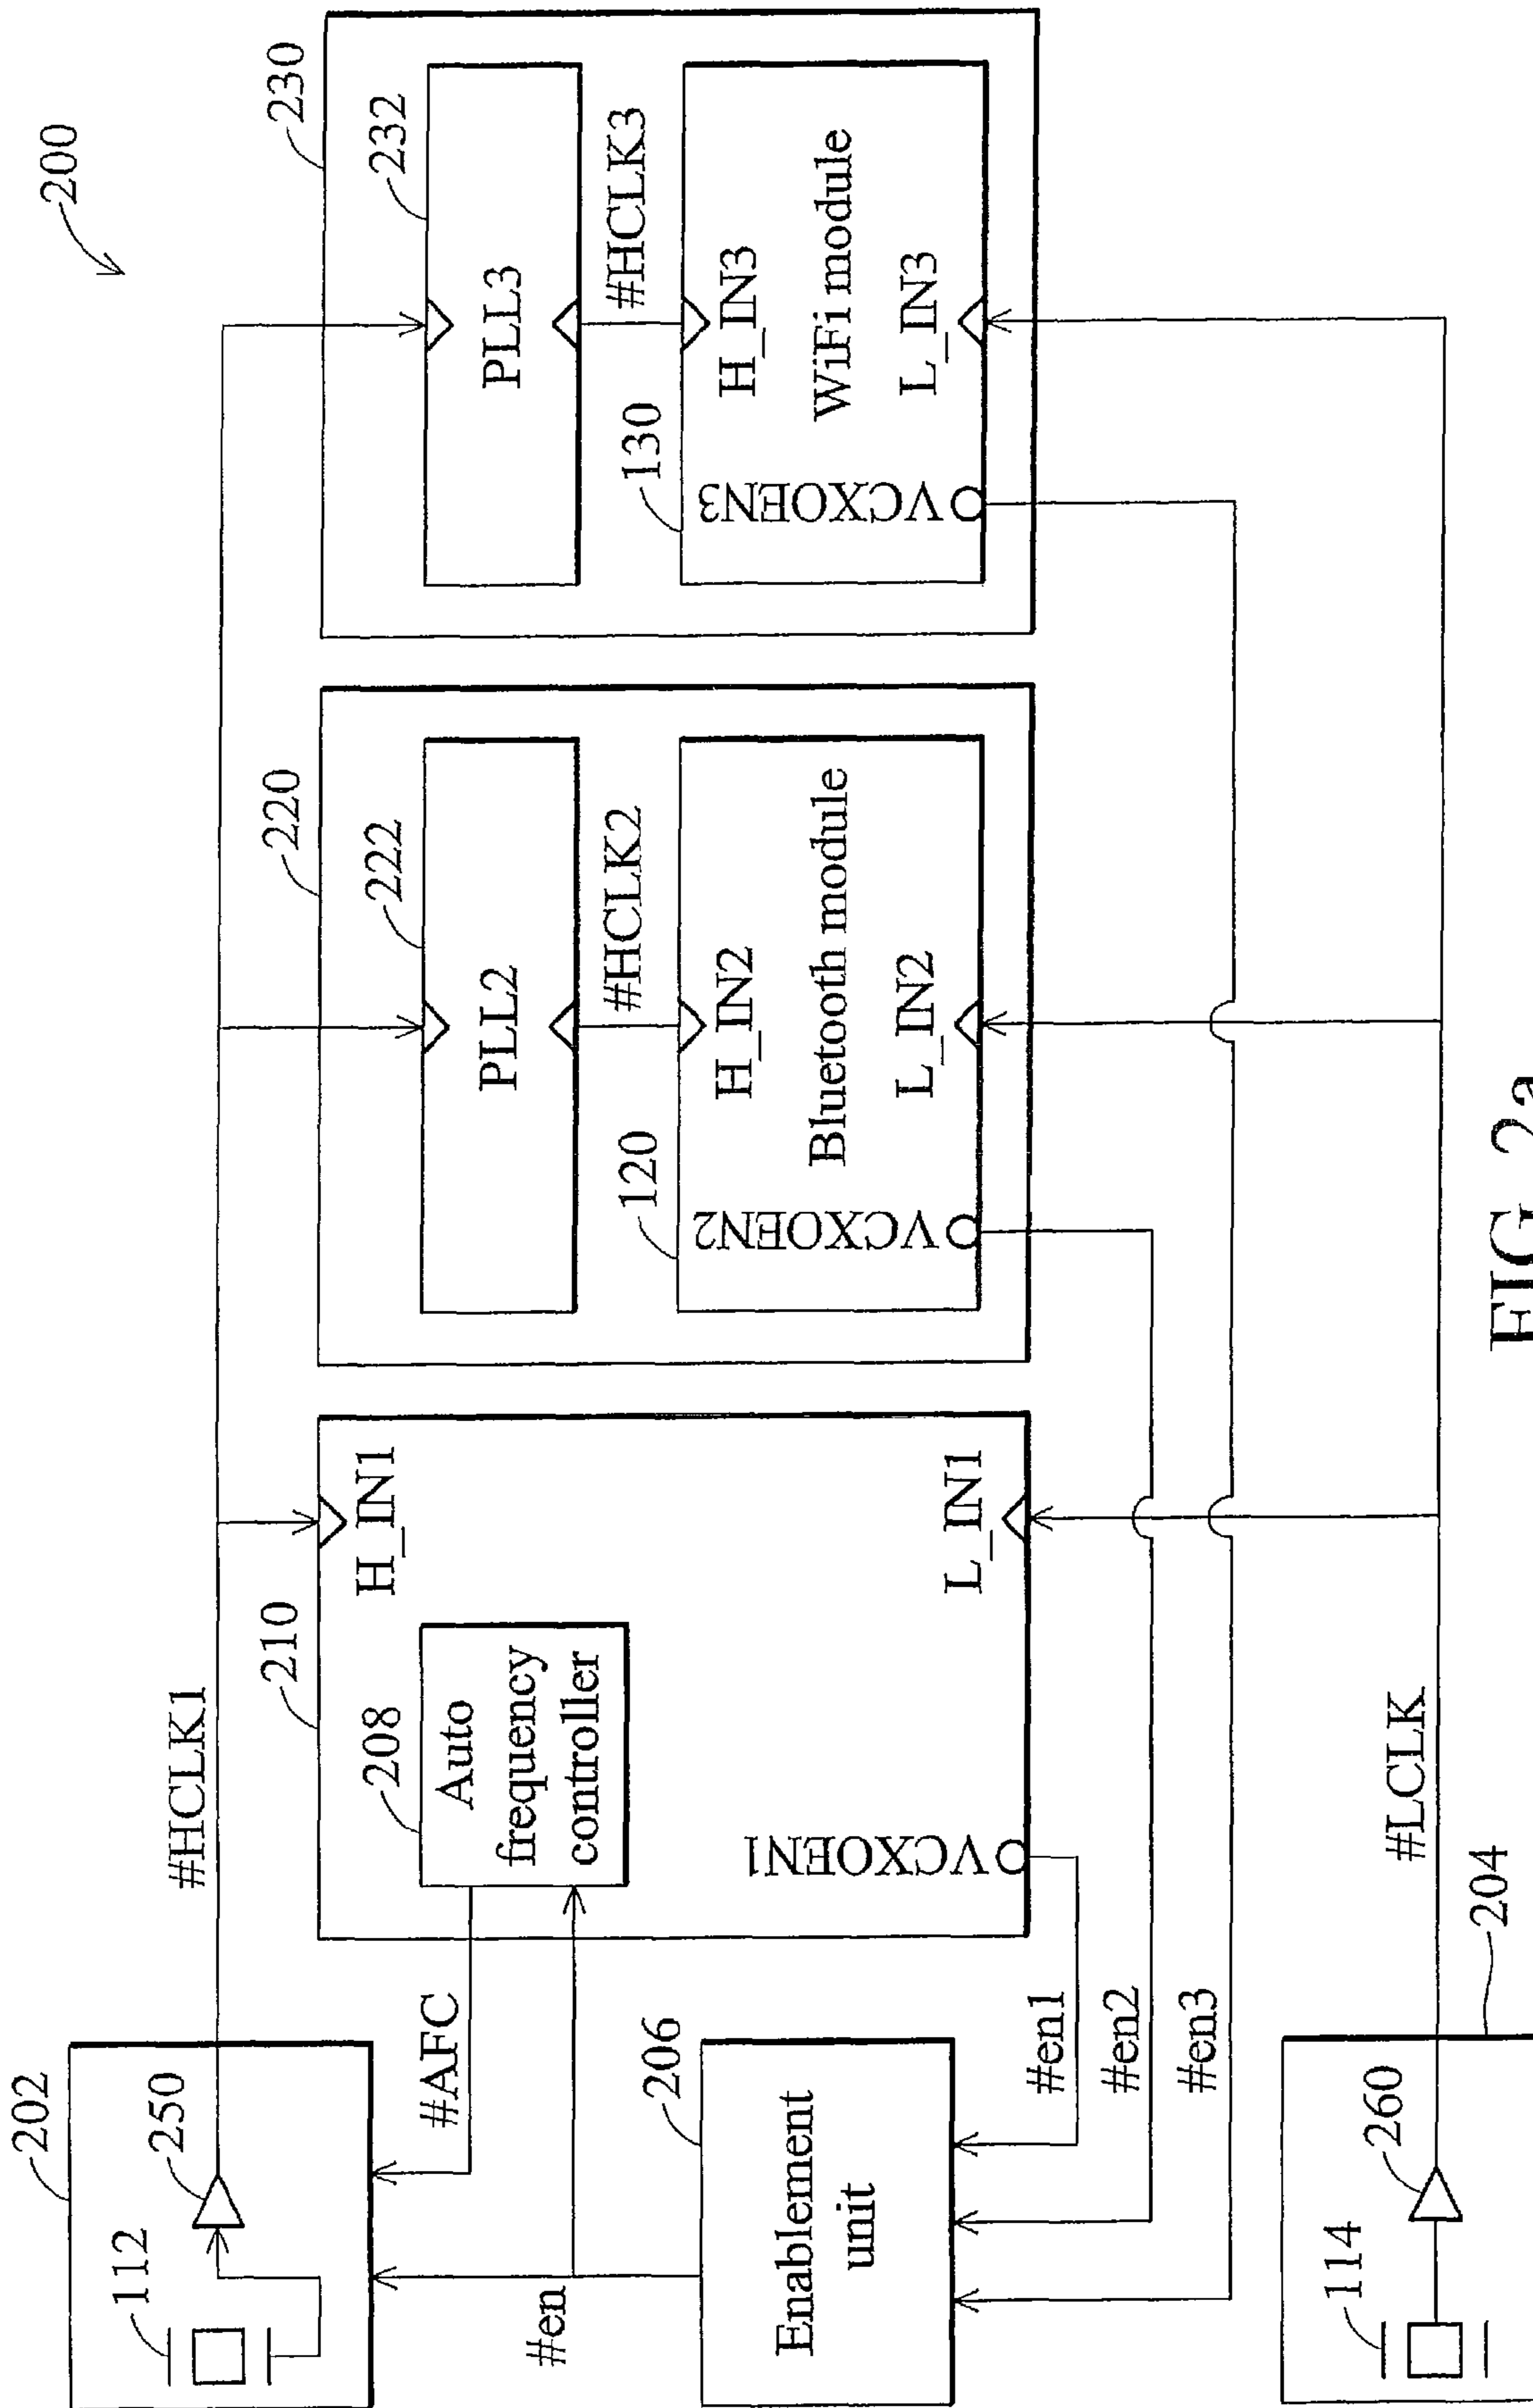 200
202
112
250
#HCLK1
#AFC
#en
206
Enablement
unit
#en1
#en2
#en3
210
208
Auto
frequency
controller
H_IN1
L_IN1
VCXOEN1
220
222
PLL2
#HCLK2
120
H_IN2
Bluetooth module
L_IN2
VCXOEN2
230
232
PLL3
#HCLK3
130
H_IN3
WiFi module
L_IN3
VCXOEN3
114
260
204
#LCLK
FIG. 2a